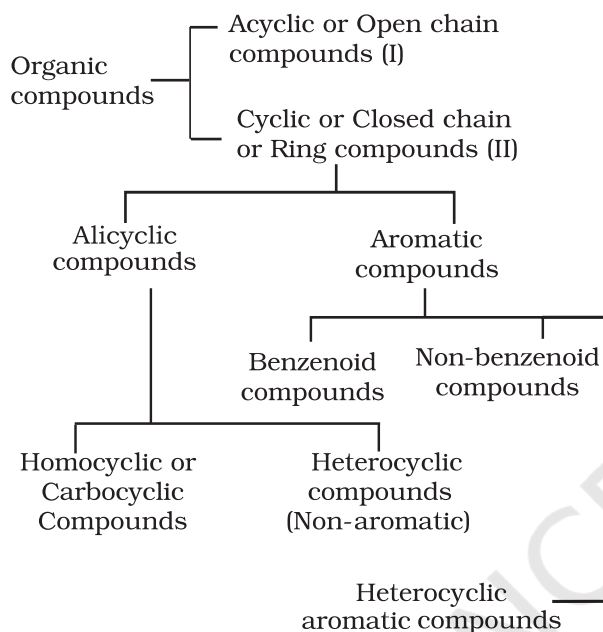 Acyclic or Open chain
compounds (I)
Organic
compounds
Cyclic or Closed chain
or Ring compounds (II)
Alicyclic
compounds
Aromatic
compounds
Benzenoid
compounds
Non-benzenoid
compounds
Homocyclic or
Carbocyclic
Compounds
Heterocyclic
compounds
(Non-aromatic)
Heterocyclic
aromatic compounds